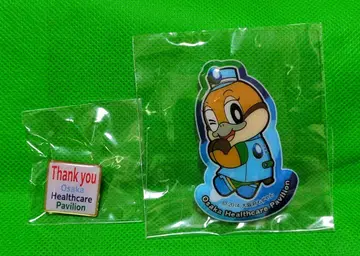 Thank you
Osaka
Healthcare
Pavilion
Osaka Healthcare Pavilion